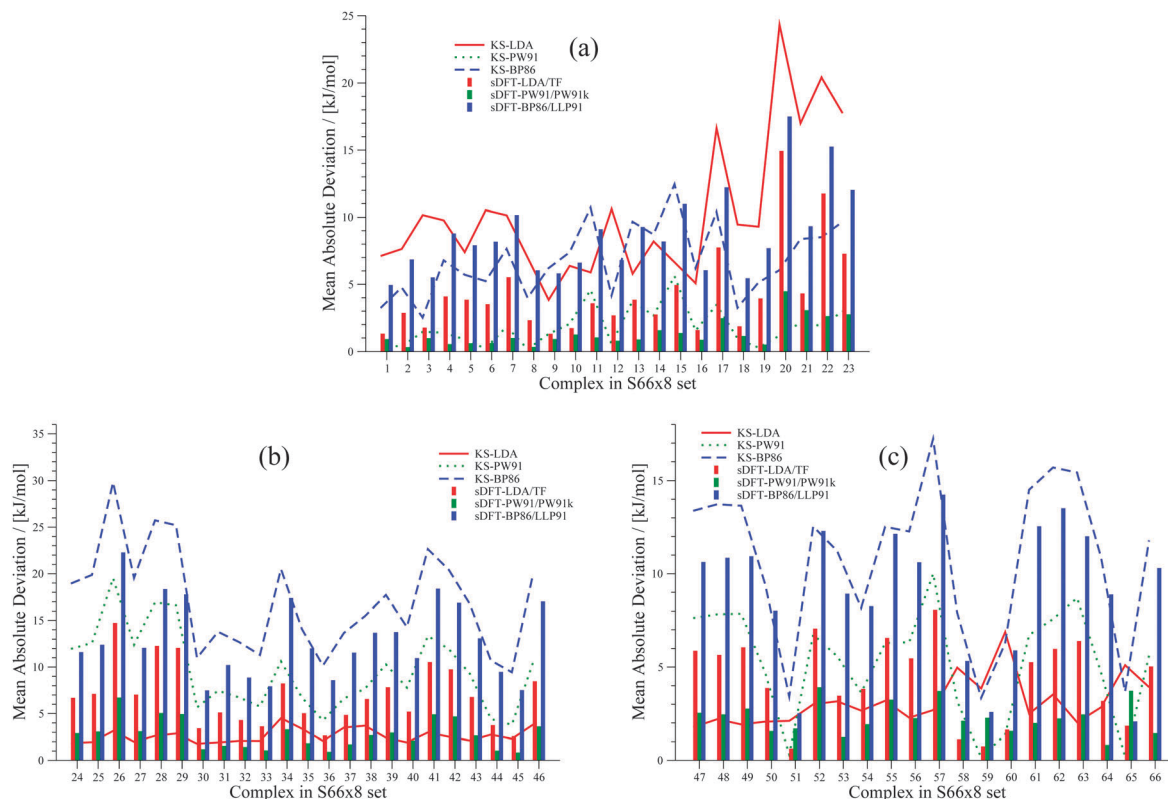 (a)
KS-LDA
KS-PW91
KS-BP86
sDFT-LDA/TF
sDFT-PW91/PW91k
sDFT-BP86/LLP91
Mean Absolute Deviation / [kJ/mol]
25
20
15
10
5
0
1 2 3 4 5 6 7 8 9 10 11 12 13 14 15 16 17 18 19 20 21 22 23
Complex in S66x8 set
(b)
KS-LDA
KS-PW91
KS-BP86
sDFT-LDA/TF
sDFT-PW91/PW91k
sDFT-BP86/LLP91
Mean Absolute Deviation / [kJ/mol]
35
30
25
20
15
10
5
0
24 25 26 27 28 29 30 31 32 33 34 35 36 37 38 39 40 41 42 43 44 45 46
Complex in S66x8 set
(c)
KS-LDA
KS-PW91
KS-BP86
sDFT-LDA/TF
sDFT-PW91/PW91k
sDFT-BP86/LLP91
Mean Absolute Deviation / [kJ/mol]
15
10
5
0
47 48 49 50 51 52 53 54 55 56 57 58 59 60 61 62 63 64 65 66
Complex in S66x8 set